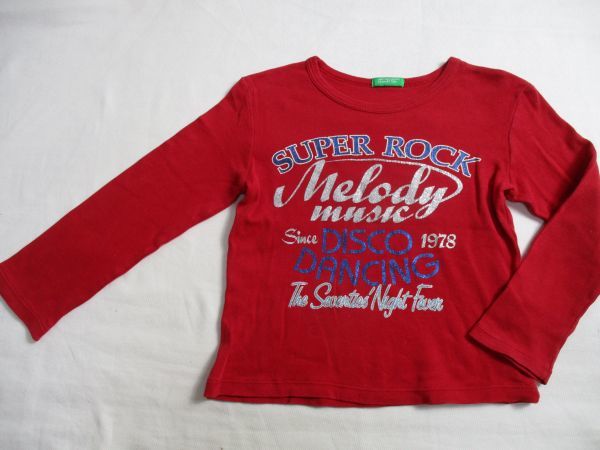 SUPER ROCK
Melody
music
Since DISCO 1978
DANCING
The Seventies' Night Fever